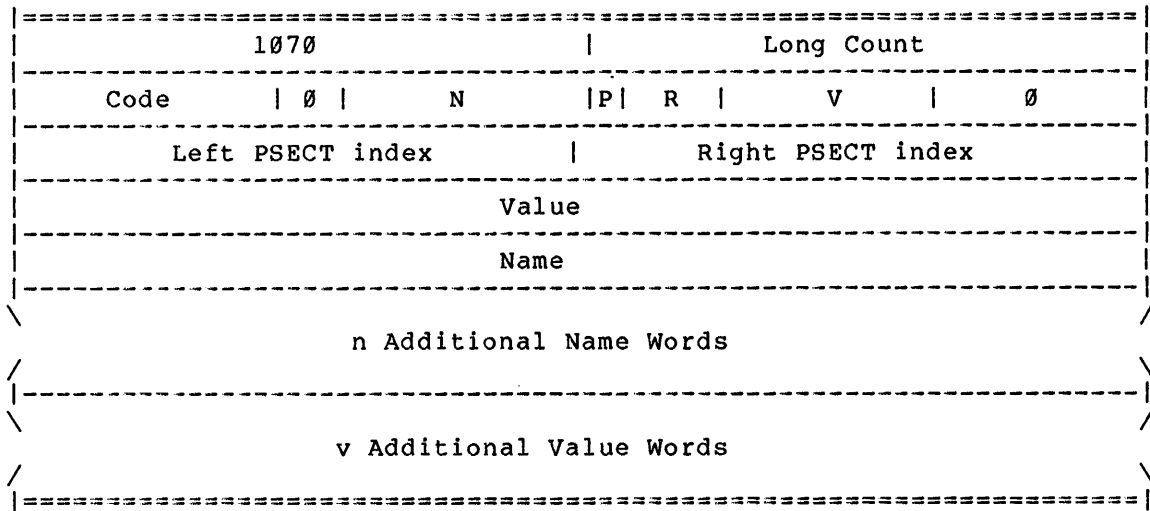 |=======================================================================|
| 1070 | Long Count |
|-----------------------------------------------------------------------|
| Code | 0 | N |P| R | V | 0 |
|-----------------------------------------------------------------------|
| Left PSECT index | Right PSECT index |
|-----------------------------------------------------------------------|
| Value |
|-----------------------------------------------------------------------|
| Name |
|-----------------------------------------------------------------------|
\ /
n Additional Name Words
/ \
|-----------------------------------------------------------------------|
\ /
v Additional Value Words
/ \
|=======================================================================|